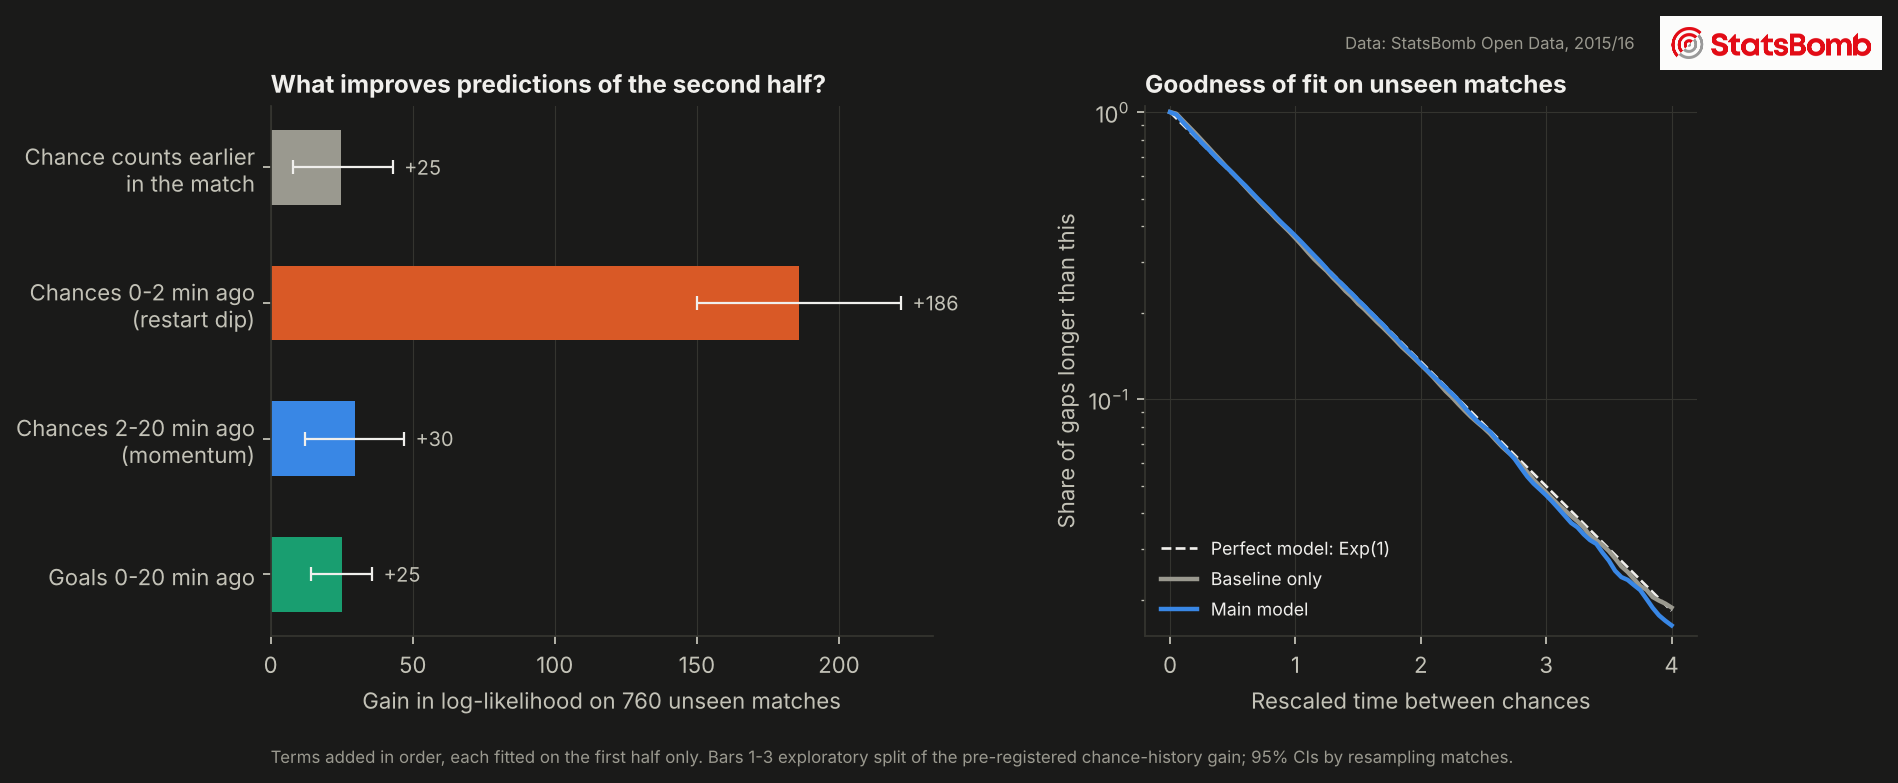 Data: StatsBomb Open Data, 2015/16
StatsBomb
What improves predictions of the second half?
Chance counts earlier
in the match
+25
Chances 0-2 min ago
(restart dip)
+186
Chances 2-20 min ago
(momentum)
+30
Goals 0-20 min ago
+25
0 50 100 150 200
Gain in log-likelihood on 760 unseen matches
Goodness of fit on unseen matches
10⁰
10⁻¹
Share of gaps longer than this
Perfect model: Exp(1)
Baseline only
Main model
0 1 2 3 4
Rescaled time between chances
Terms added in order, each fitted on the first half only. Bars 1-3 exploratory split of the pre-registered chance-history gain; 95% CIs by resampling matches.